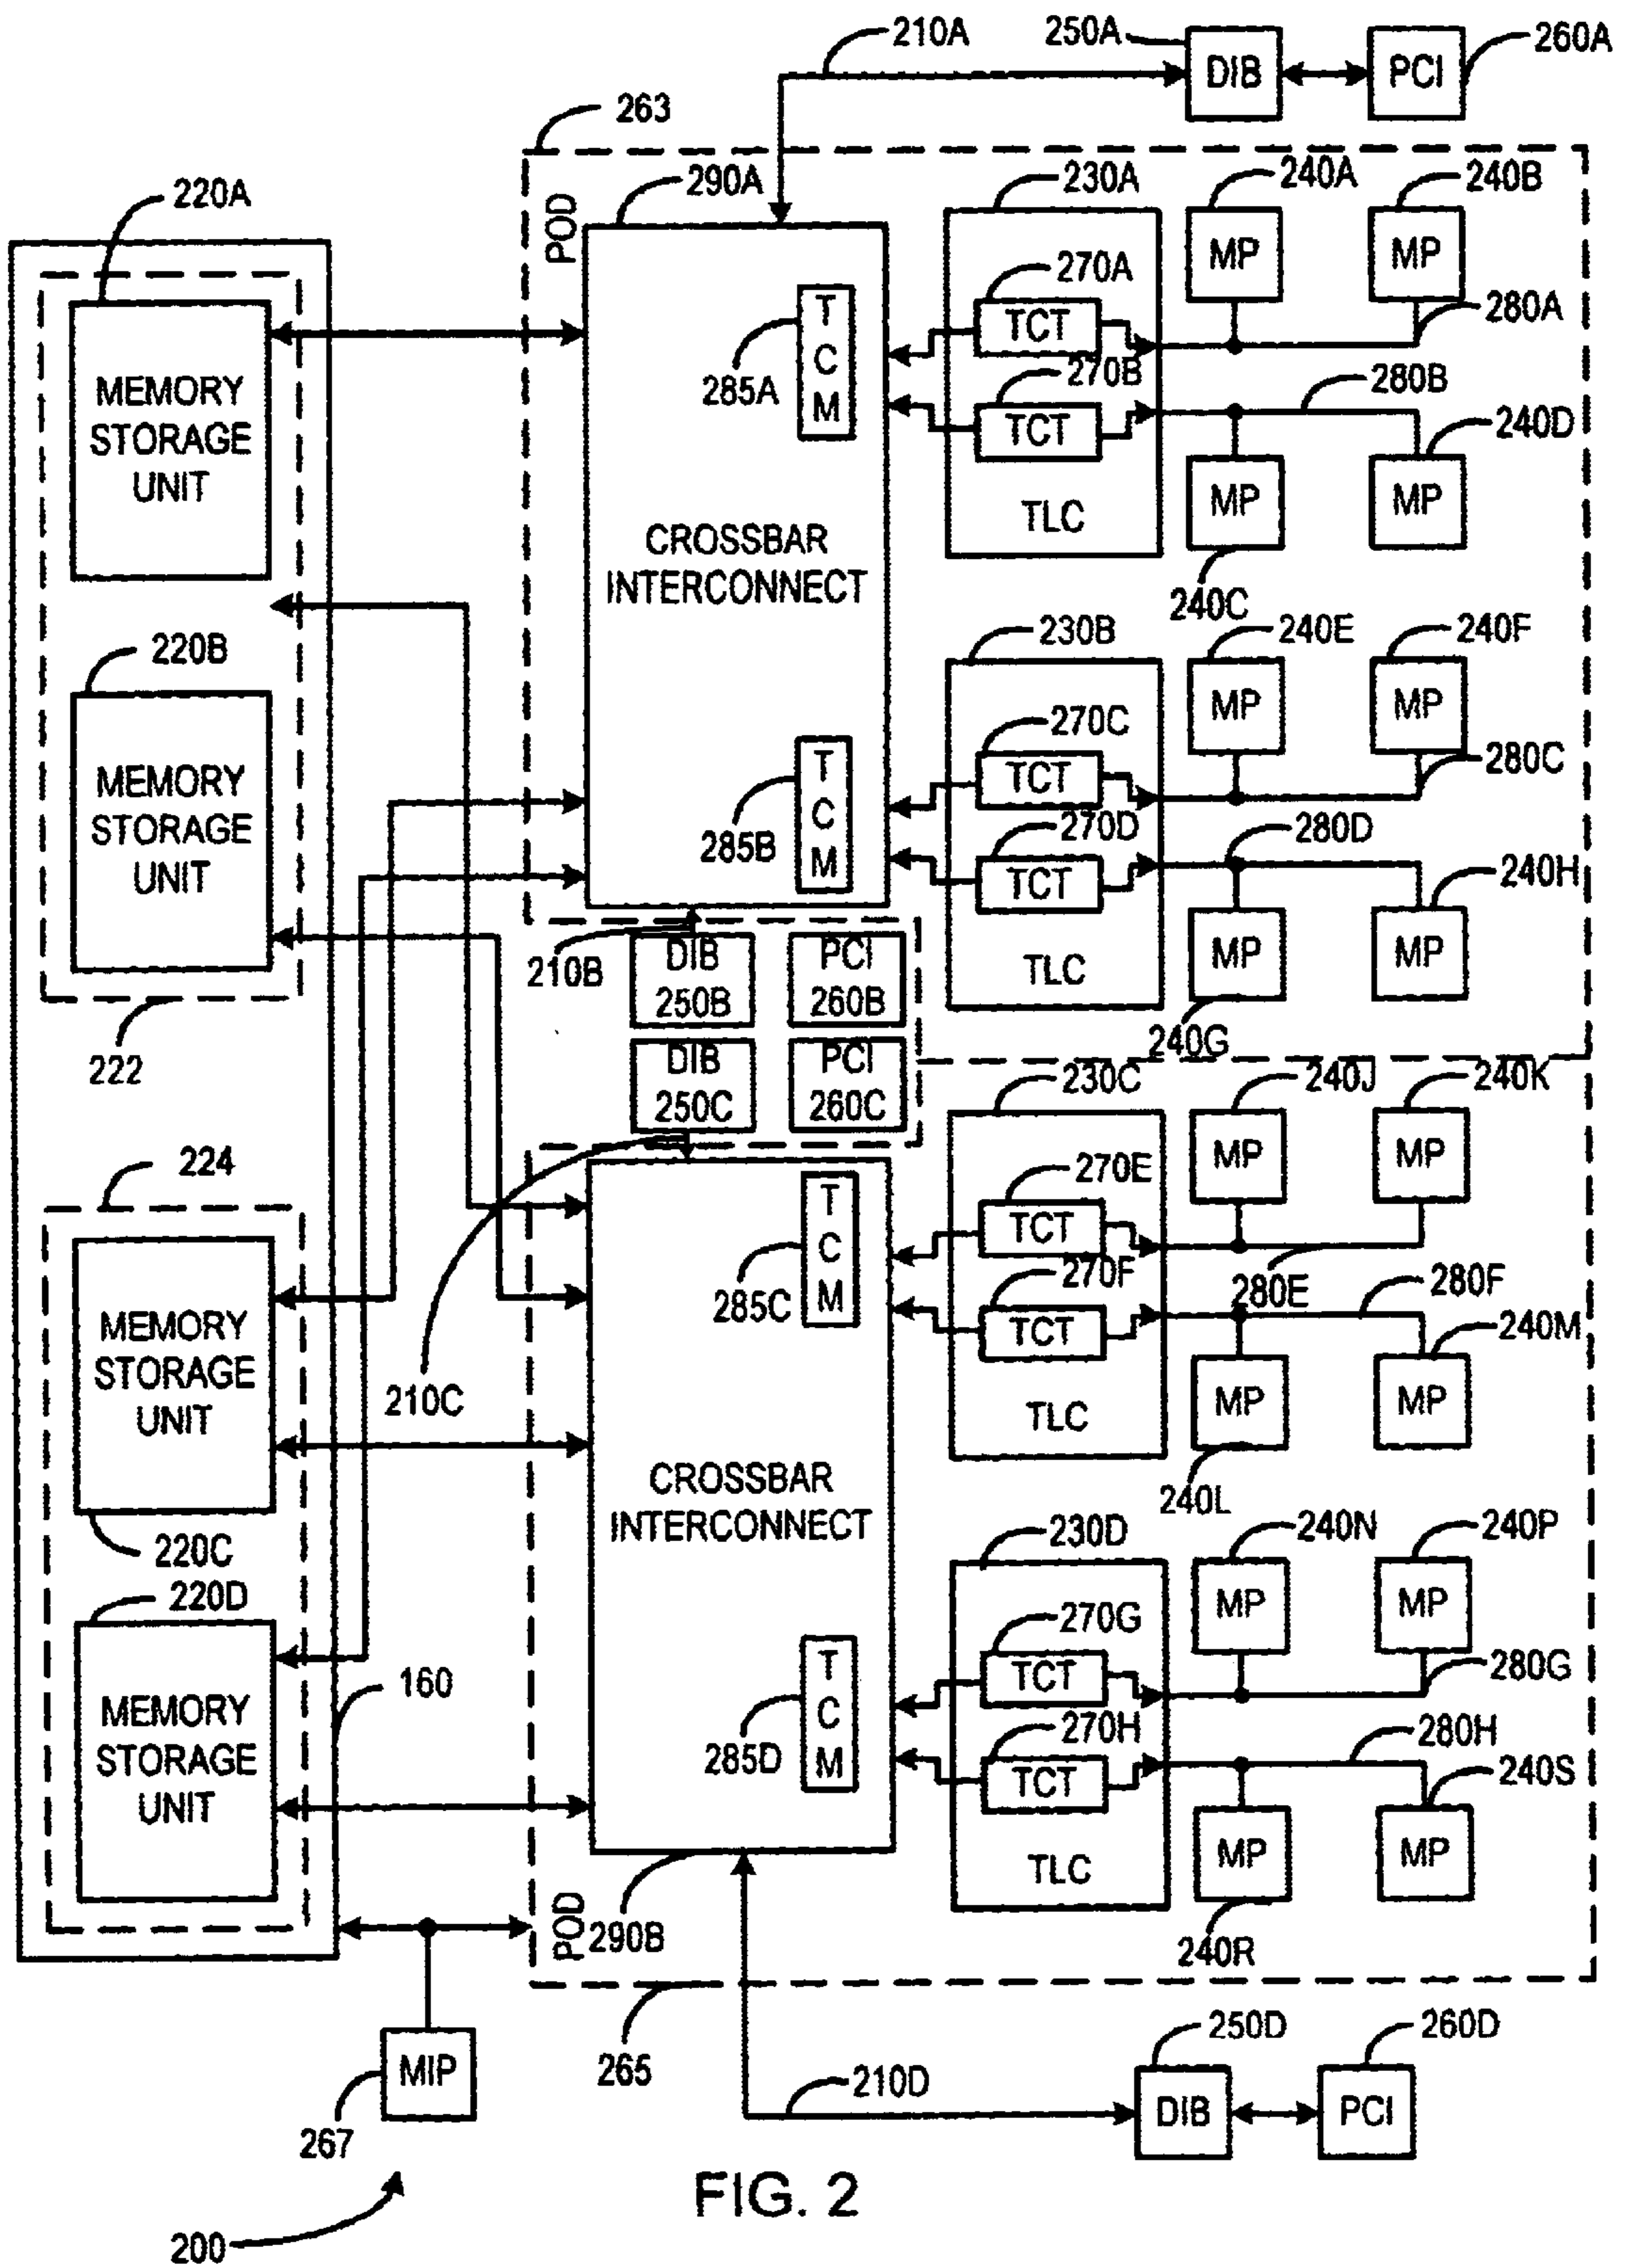 210A
250A
DIB
PCI
260A
263
POD
290A
230A
240A
240B
220A
MP
MP
270A
TCT
280A
T
C
M
285A
MEMORY
STORAGE
UNIT
270B
TCT
280B
240D
CROSSBAR
INTERCONNECT
TLC
MP
MP
240C
230B
240E
240F
220B
MP
MP
270C
TCT
280C
T
C
M
285B
MEMORY
STORAGE
UNIT
270D
TCT
280D
240H
TLC
MP
MP
240G
222
210B
DIB
250B
PCI
260B
DIB
250C
PCI
260C
230C
240J
240K
224
MP
MP
270E
TCT
T
C
M
285C
MEMORY
STORAGE
UNIT
270F
TCT
280E
280F
240M
210C
CROSSBAR
INTERCONNECT
TLC
MP
MP
240L
220C
230D
240N
240P
220D
MP
MP
270G
TCT
280G
160
T
C
M
285D
MEMORY
STORAGE
UNIT
270H
TCT
280H
240S
TLC
MP
MP
240R
POD
290B
265
MIP
267
210D
250D
DIB
260D
PCI
200
FIG. 2